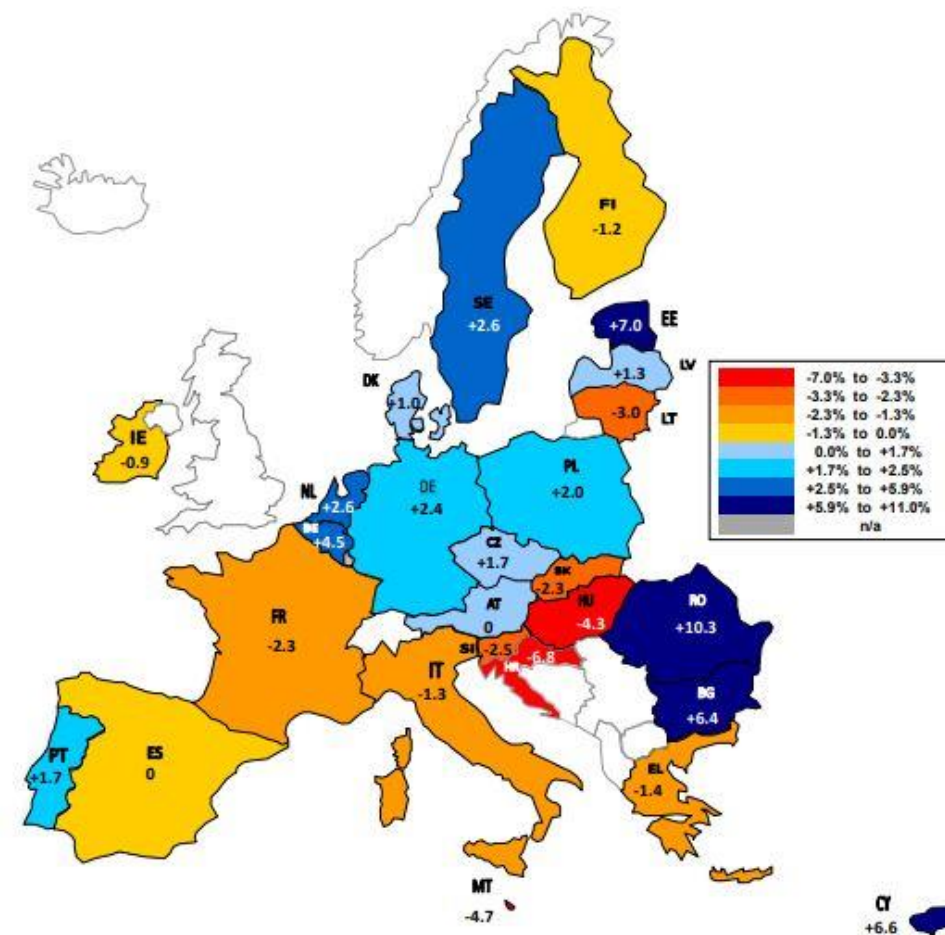 FI
-1.2
SE
+2.6
+7.0
EE
LV
+1.3
-3.0
LT
DK
+1.0
-7.0% to -3.3%
-3.3% to -2.3%
-2.3% to -1.3%
-1.3% to 0.0%
0.0% to +1.7%
+1.7% to +2.5%
+2.5% to +5.9%
+5.9% to +11.0%
n/a
IE
-0.9
NL
+2.6
BE
+4.5
DE
+2.4
PL
+2.0
CZ
+1.7
SK
-2.3
AT
0
HU
-4.3
RO
+10.3
FR
-2.3
SI
-2.5
HR
-6.8
IT
-1.3
BG
+6.4
PT
+1.7
ES
0
EL
-1.4
MT
-4.7
CY
+6.6